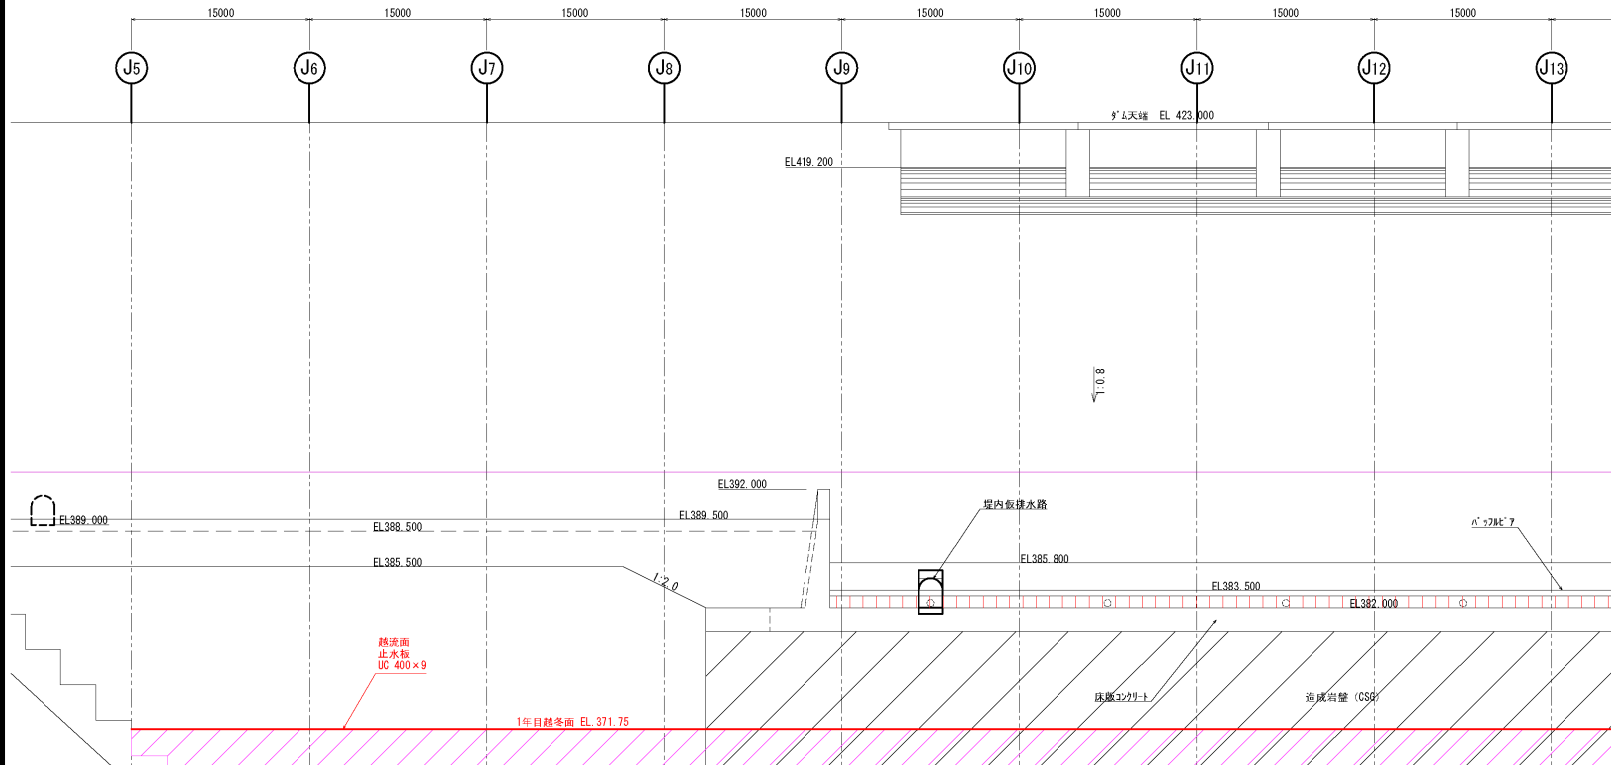 15000 15000 15000 15000 15000 15000 15000 15000
J5 J6 J7 J8 J9 J10 J11 J12 J13
ﾀﾞﾑ天端 EL 423.000
EL419.200
1:0.8
EL392.000
堤内仮排水路
EL389.000
EL389.500
ﾊﾞｯﾌﾙﾋﾟｱ
EL388.500
EL385.500
EL385.800
1:2.0
EL383.500
EL382.000
越流面
止水板
UC 400×9
床版ｺﾝｸﾘｰﾄ
造成岩盤 (CSG)
1年目越冬面 EL.371.75